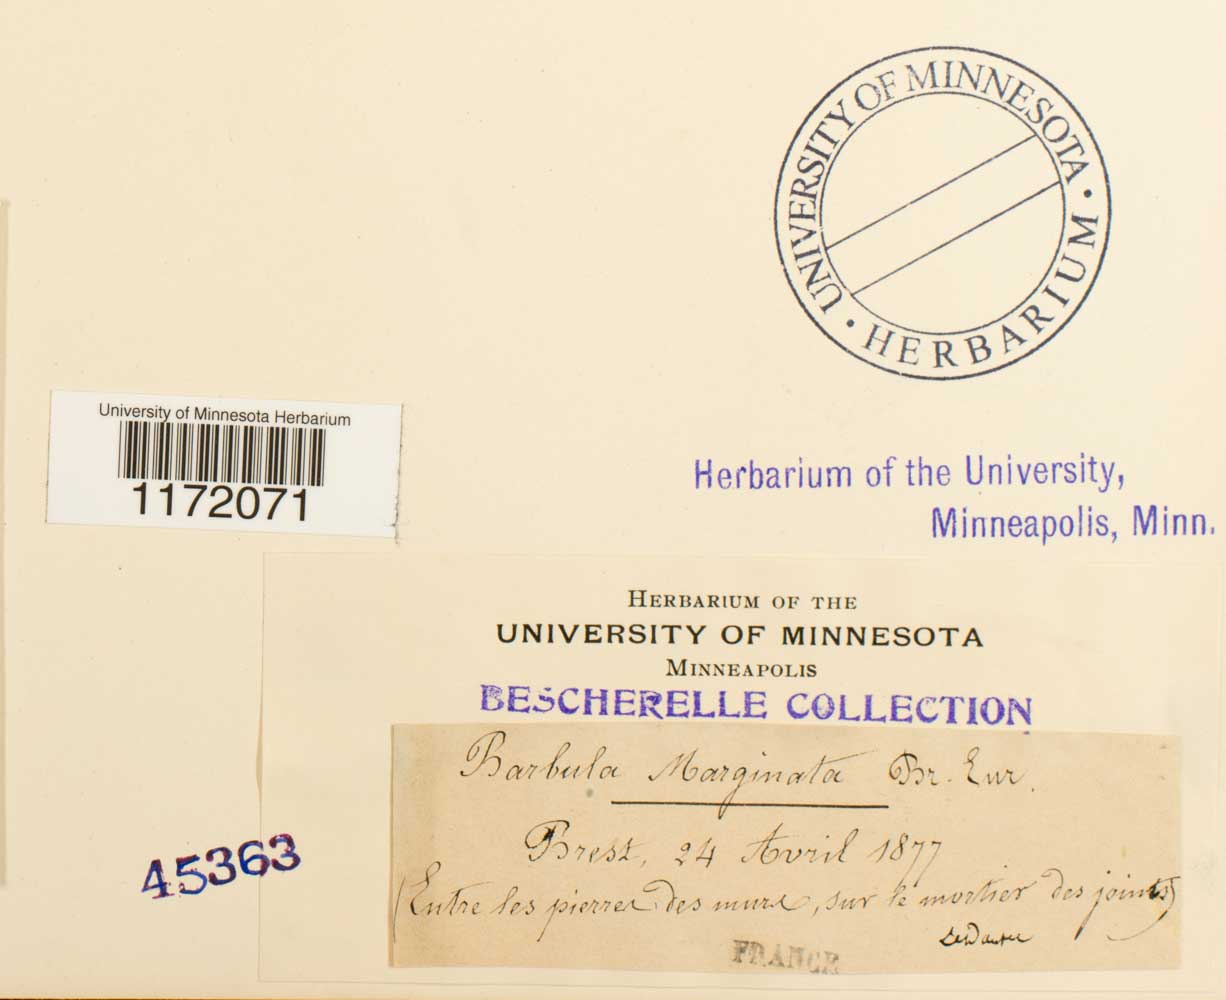 UNIVERSITY OF MINNESOTA
• HERBARIUM •
University of Minnesota Herbarium
1172071
Herbarium of the University,
Minneapolis, Minn.
HERBARIUM OF THE
UNIVERSITY OF MINNESOTA
MINNEAPOLIS
BESCHERELLE COLLECTION
Barbula Marginata Br. Eur.
Brest, 24 Avril 1877
45363
(Entre les pierres des murs, sur le mortier des joints)
FRANCE